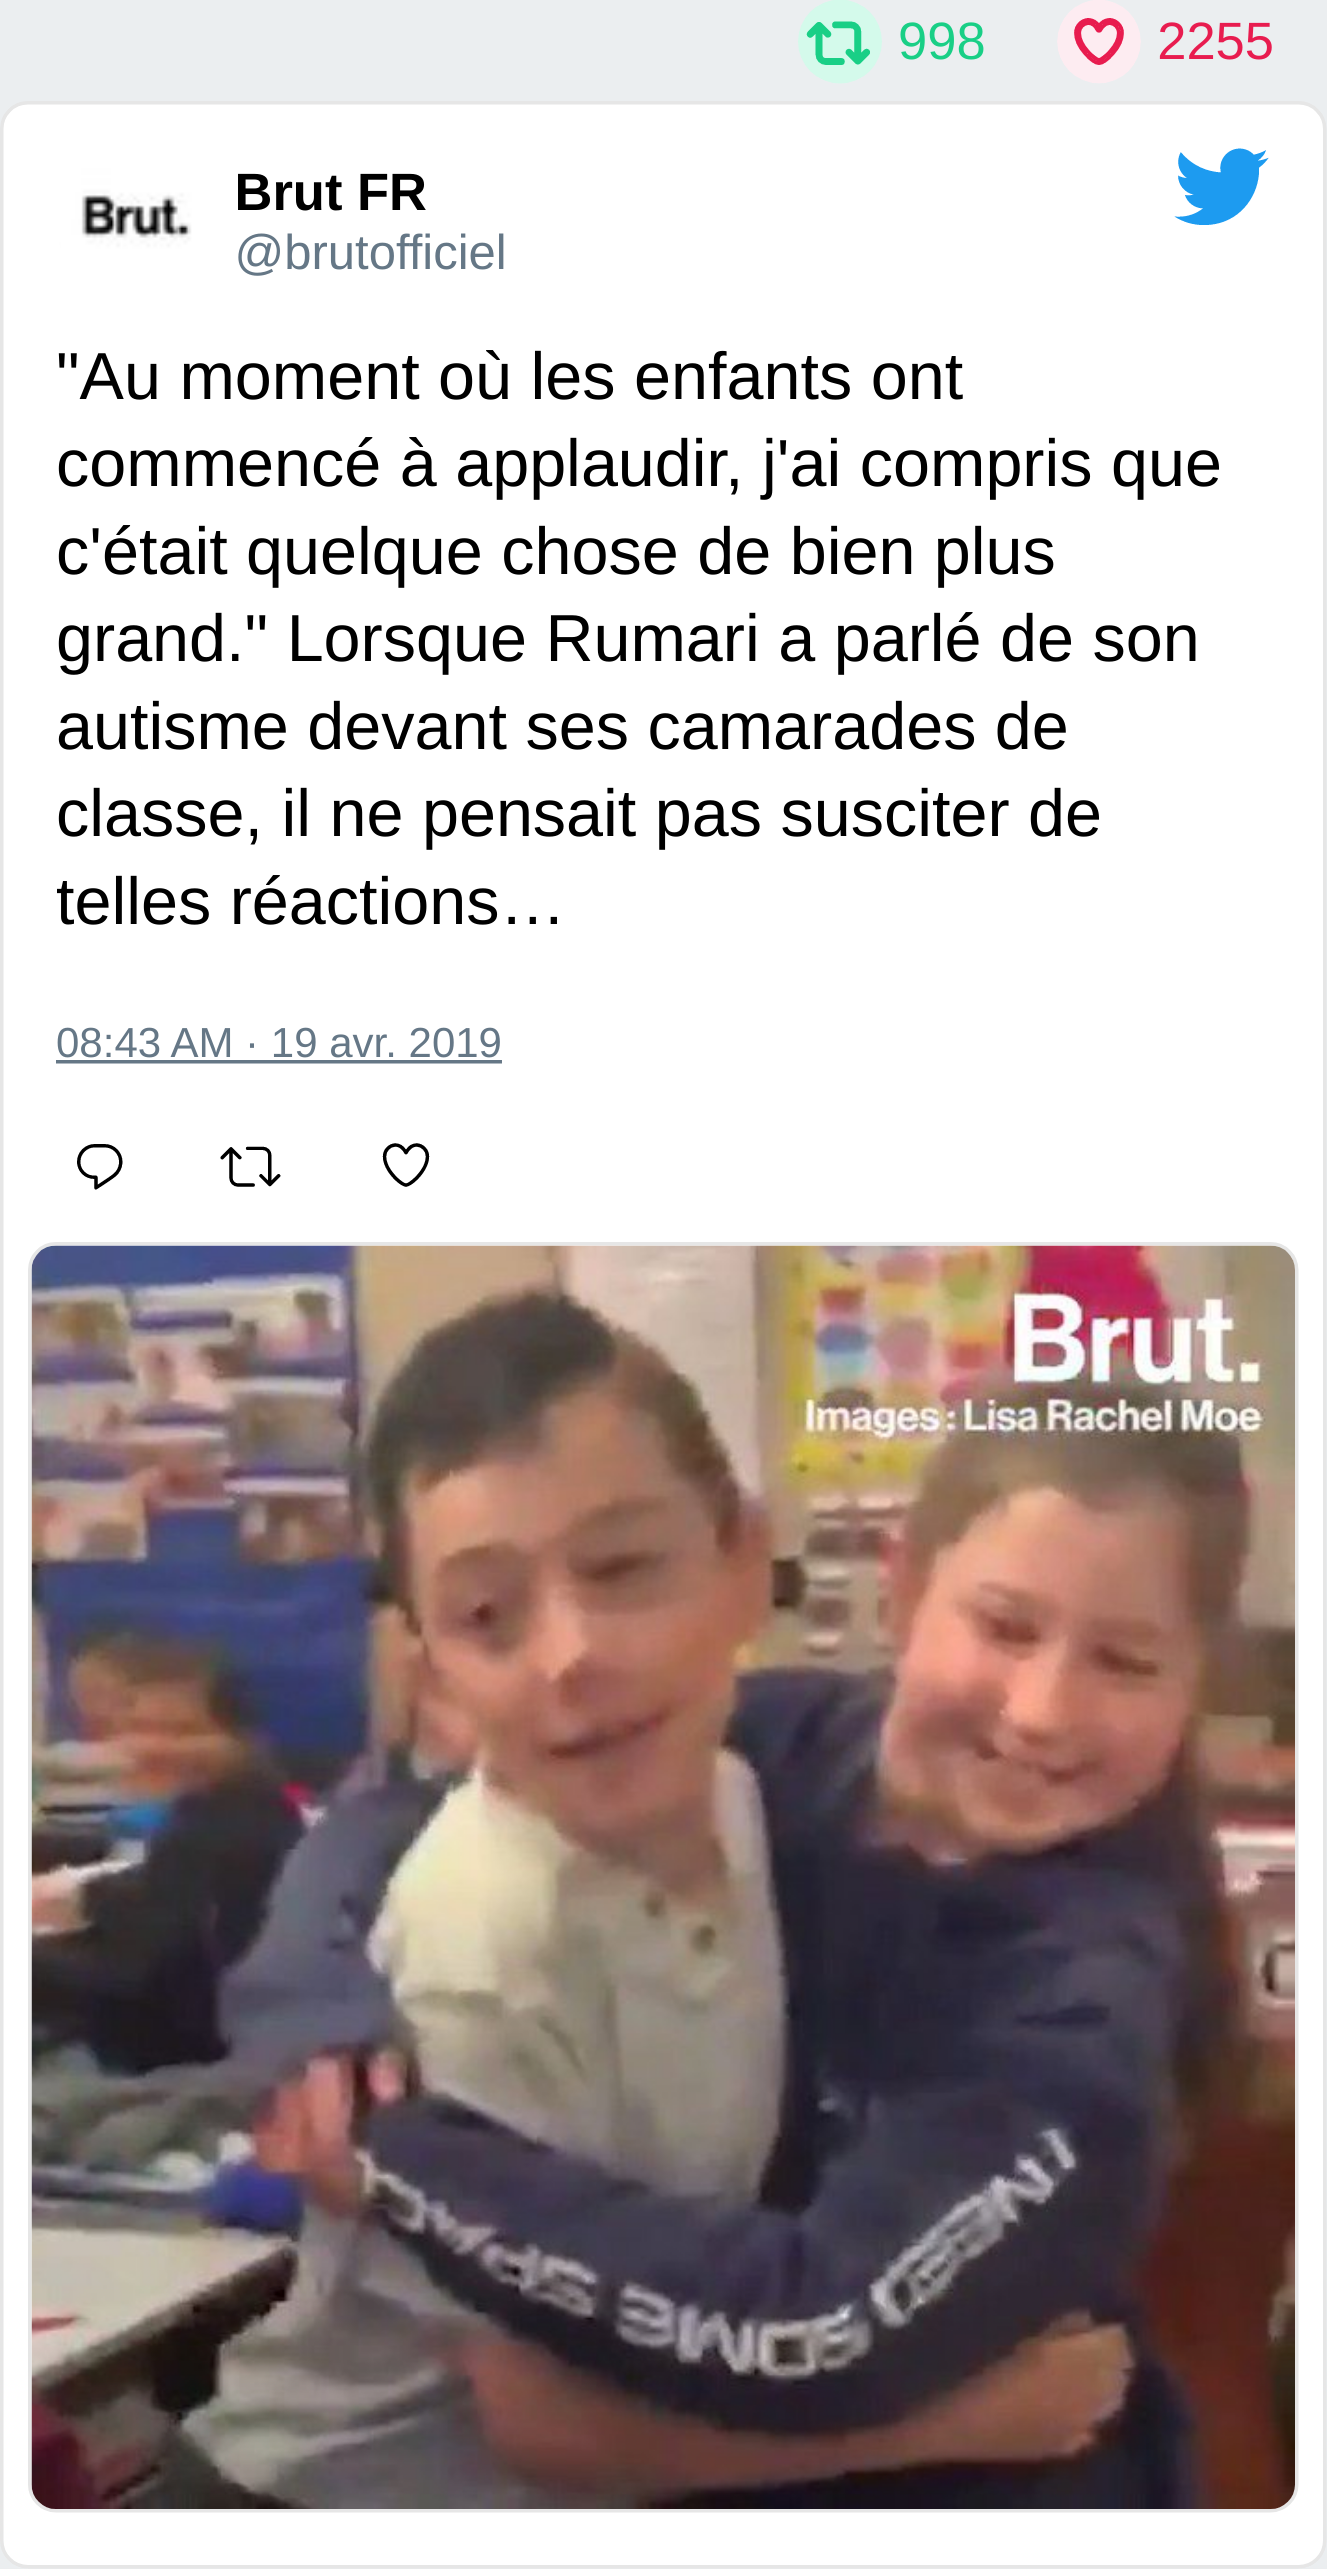 998 2255
Brut.
Brut FR
@brutofficiel
"Au moment où les enfants ont
commencé à applaudir, j'ai compris que
c'était quelque chose de bien plus
grand." Lorsque Rumari a parlé de son
autisme devant ses camarades de
classe, il ne pensait pas susciter de
telles réactions…
08:43 AM · 19 avr. 2019
Brut.
Images : Lisa Rachel Moe
I NEED SOME SPAC